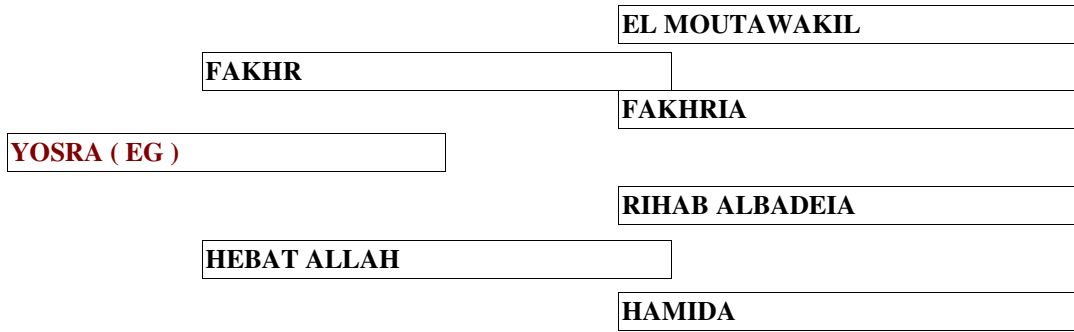 EL MOUTAWAKIL
FAKHR
FAKHRIA
YOSRA ( EG )
RIHAB ALBADEIA
HEBAT ALLAH
HAMIDA